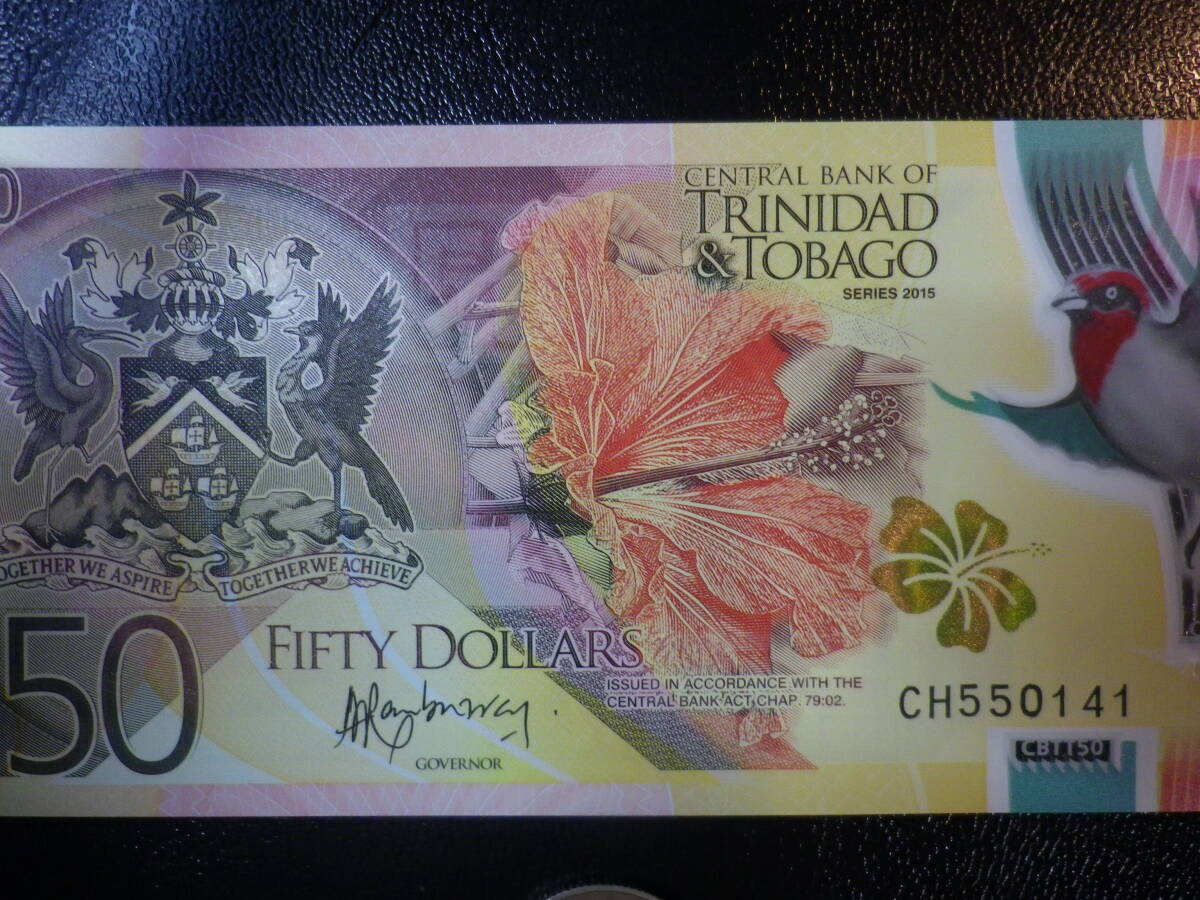 0
CENTRAL BANK OF
TRINIDAD
& TOBAGO
SERIES 2015
OGETHER WE ASPIRE TOGETHER WE ACHIEVE
50
FIFTY DOLLARS
ISSUED IN ACCORDANCE WITH THE
CENTRAL BANK ACT CHAP. 79:02.
GOVERNOR
CH550141
CBTT50